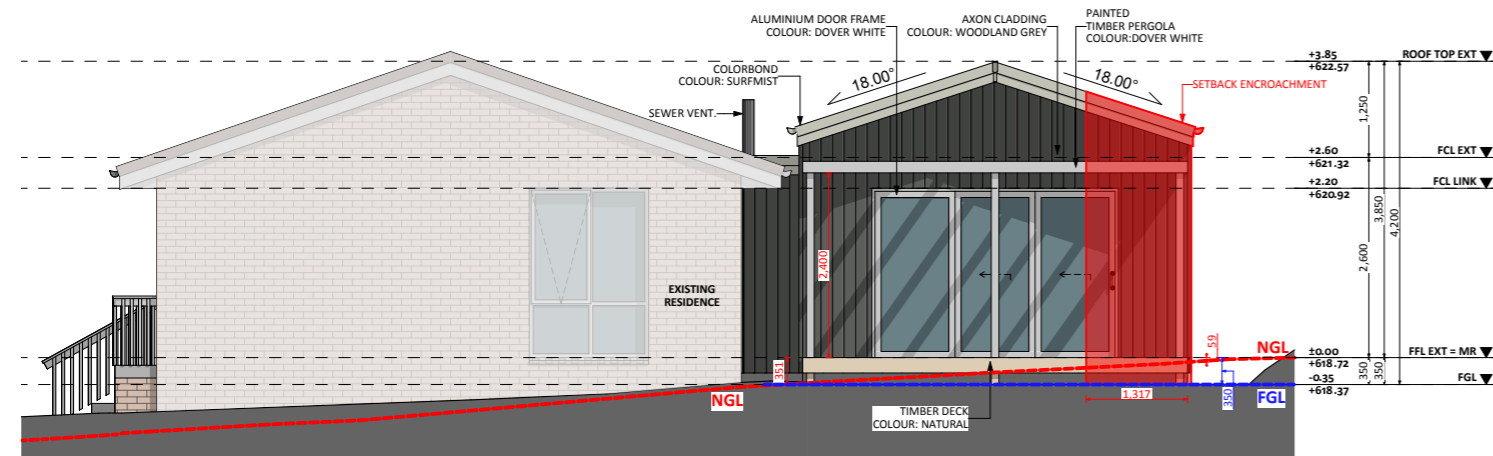 ALUMINIUM DOOR FRAME
COLOUR: DOVER WHITE
AXON CLADDING
COLOUR: WOODLAND GREY
PAINTED
TIMBER PERGOLA
COLOUR:DOVER WHITE
COLORBOND
COLOUR: SURFMIST
18.00°
18.00°
SETBACK ENCROACHMENT
SEWER VENT.
EXISTING
RESIDENCE
2,400
351
NGL
TIMBER DECK
COLOUR: NATURAL
1,317
59
350
NGL
FGL
+3.85
+622.57
ROOF TOP EXT
+2.60
+621.32
FCL EXT
+2.20
+620.92
FCL LINK
±0.00
+618.72
FFL EXT = MR
-0.35
+618.37
FGL
1,250
2,600
350
3,850
350
4,200